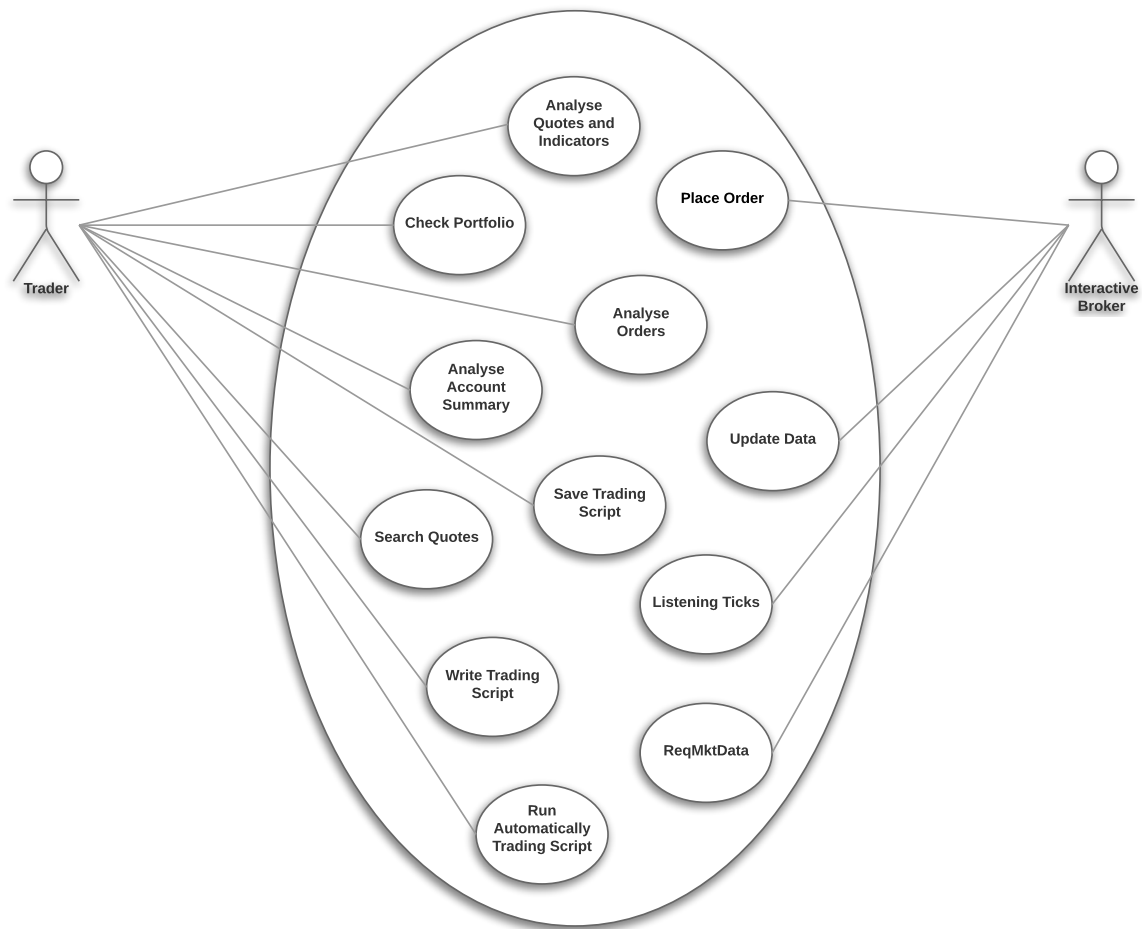 Analyse
Quotes and
Indicators
Place Order
Check Portfolio
Trader
Interactive
Broker
Analyse
Orders
Analyse
Account
Summary
Update Data
Save Trading
Script
Search Quotes
Listening Ticks
Write Trading
Script
ReqMktData
Run
Automatically
Trading Script